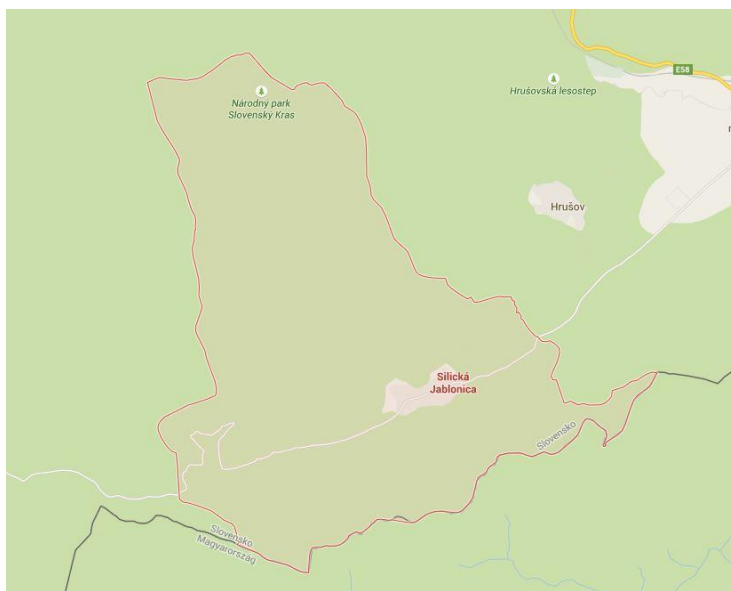 E58
Národný park
Slovenský Kras
Hrušovská lesostep
Hrušov
Silická
Jablonica
Slovensko
Slovensko
Magyarország